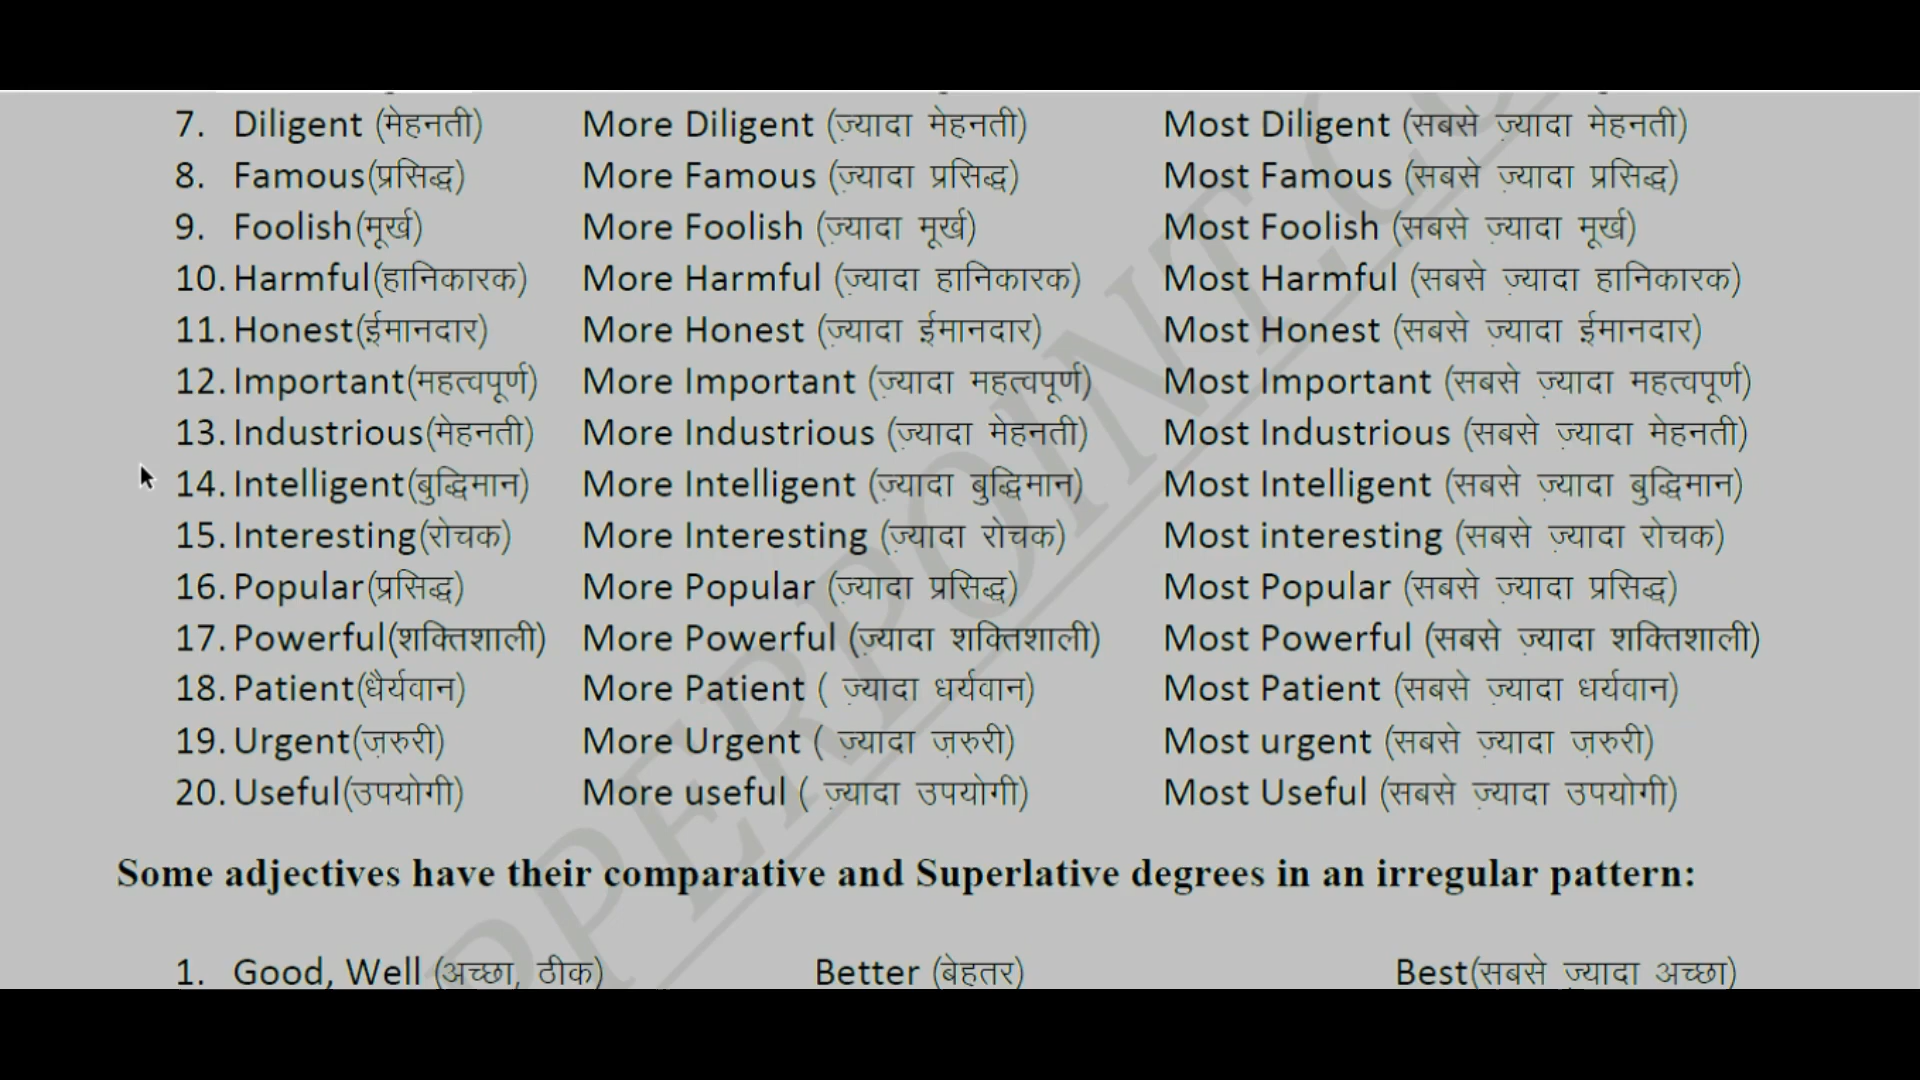 7. Diligent (मेहनती) More Diligent (ज़्यादा मेहनती) Most Diligent (सबसे ज़्यादा मेहनती)
8. Famous(प्रसिद्ध) More Famous (ज़्यादा प्रसिद्ध) Most Famous (सबसे ज़्यादा प्रसिद्ध)
9. Foolish(मूर्ख) More Foolish (ज़्यादा मूर्ख) Most Foolish (सबसे ज़्यादा मूर्ख)
10. Harmful(हानिकारक) More Harmful (ज़्यादा हानिकारक) Most Harmful (सबसे ज़्यादा हानिकारक)
11. Honest(ईमानदार) More Honest (ज़्यादा ईमानदार) Most Honest (सबसे ज़्यादा ईमानदार)
12. Important(महत्वपूर्ण) More Important (ज़्यादा महत्वपूर्ण) Most Important (सबसे ज़्यादा महत्वपूर्ण)
13. Industrious(मेहनती) More Industrious (ज़्यादा मेहनती) Most Industrious (सबसे ज़्यादा मेहनती)
14. Intelligent(बुद्धिमान) More Intelligent (ज़्यादा बुद्धिमान) Most Intelligent (सबसे ज़्यादा बुद्धिमान)
15. Interesting(रोचक) More Interesting (ज़्यादा रोचक) Most interesting (सबसे ज़्यादा रोचक)
16. Popular(प्रसिद्ध) More Popular (ज़्यादा प्रसिद्ध) Most Popular (सबसे ज़्यादा प्रसिद्ध)
17. Powerful(शक्तिशाली) More Powerful (ज़्यादा शक्तिशाली) Most Powerful (सबसे ज़्यादा शक्तिशाली)
18. Patient(धैर्यवान) More Patient ( ज़्यादा धर्यवान) Most Patient (सबसे ज़्यादा धर्यवान)
19. Urgent(ज़रुरी) More Urgent ( ज़्यादा ज़रुरी) Most urgent (सबसे ज़्यादा ज़रुरी)
20. Useful(उपयोगी) More useful ( ज़्यादा उपयोगी) Most Useful (सबसे ज़्यादा उपयोगी)
Some adjectives have their comparative and Superlative degrees in an irregular pattern:
1. Good, Well (अच्छा, ठीक) Better (बेहतर) Best(सबसे ज़्यादा अच्छा)